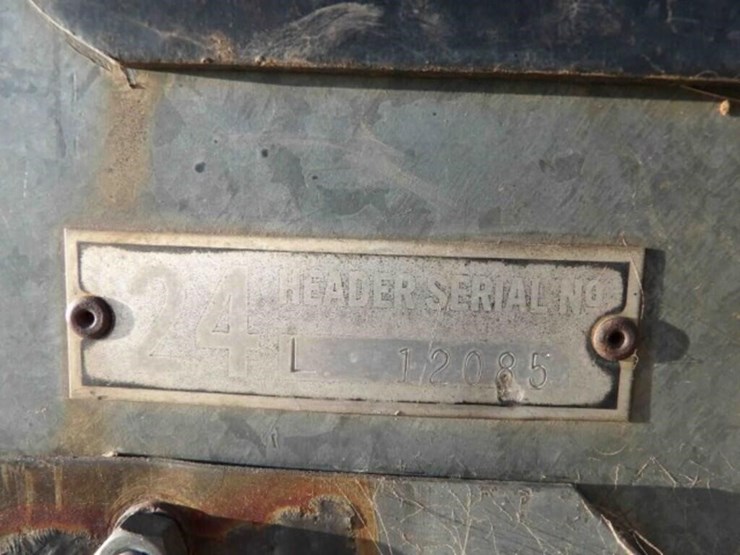 24 HEADER SERIAL NO
L 12085